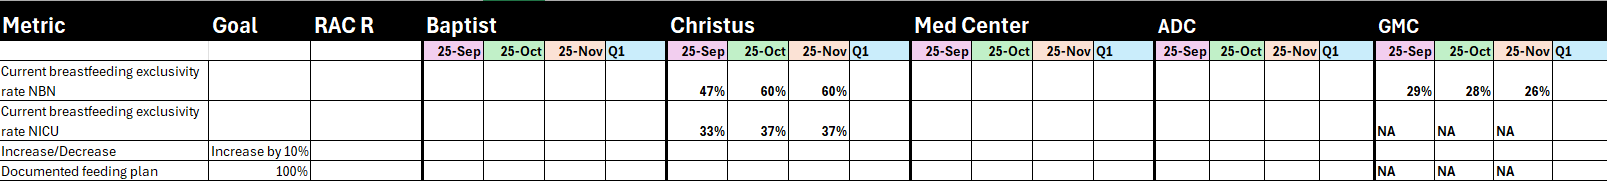 Metric Goal RAC R Baptist Christus Med Center ADC GMC
25-Sep 25-Oct 25-Nov Q1 25-Sep 25-Oct 25-Nov Q1 25-Sep 25-Oct 25-Nov Q1 25-Sep 25-Oct 25-Nov Q1 25-Sep 25-Oct 25-Nov Q1
Current breastfeeding exclusivity
rate NBN 47% 60% 60% 29% 28% 26%
Current breastfeeding exclusivity
rate NICU 33% 37% 37% NA NA NA
Increase/Decrease Increase by 10%
Documented feeding plan 100% NA NA NA